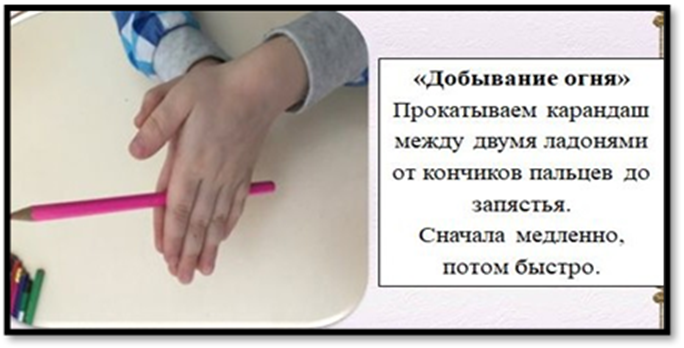 «Добывание огня»
Прокатываем карандаш
между двумя ладонями
от кончиков пальцев до
запястья.
Сначала медленно,
потом быстро.